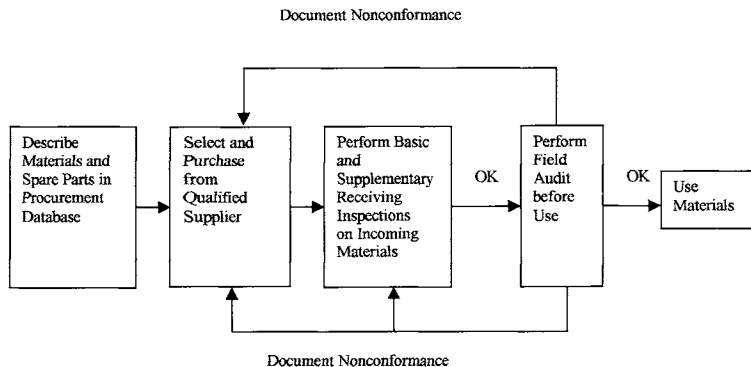 Document Nonconformance
Describe
Materials and
Spare Parts in
Procurement
Database
Select and
Purchase
from
Qualified
Supplier
Perform Basic
and
Supplementary
Receiving
Inspections
on Incoming
Materials
OK
Perform
Field
Audit
before
Use
OK
Use
Materials
Document Nonconformance